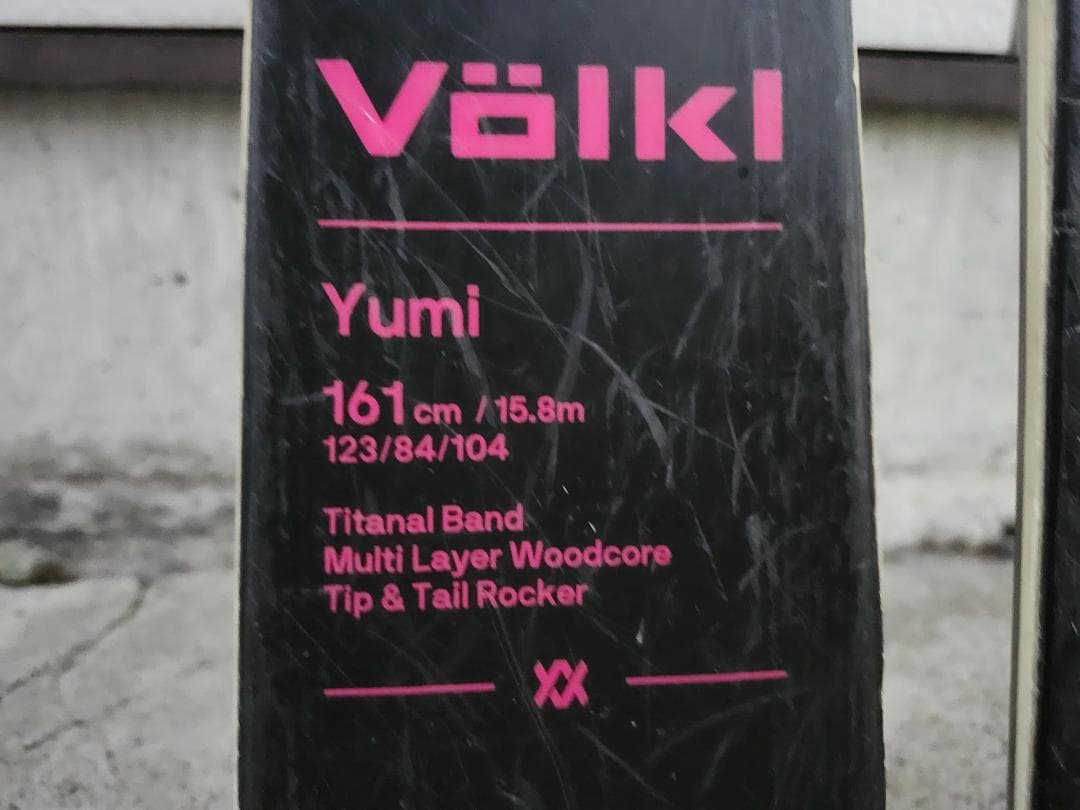 Völkl
Yumi
161cm / 15.8m
123/84/104
Titanal Band
Multi Layer Woodcore
Tip & Tail Rocker